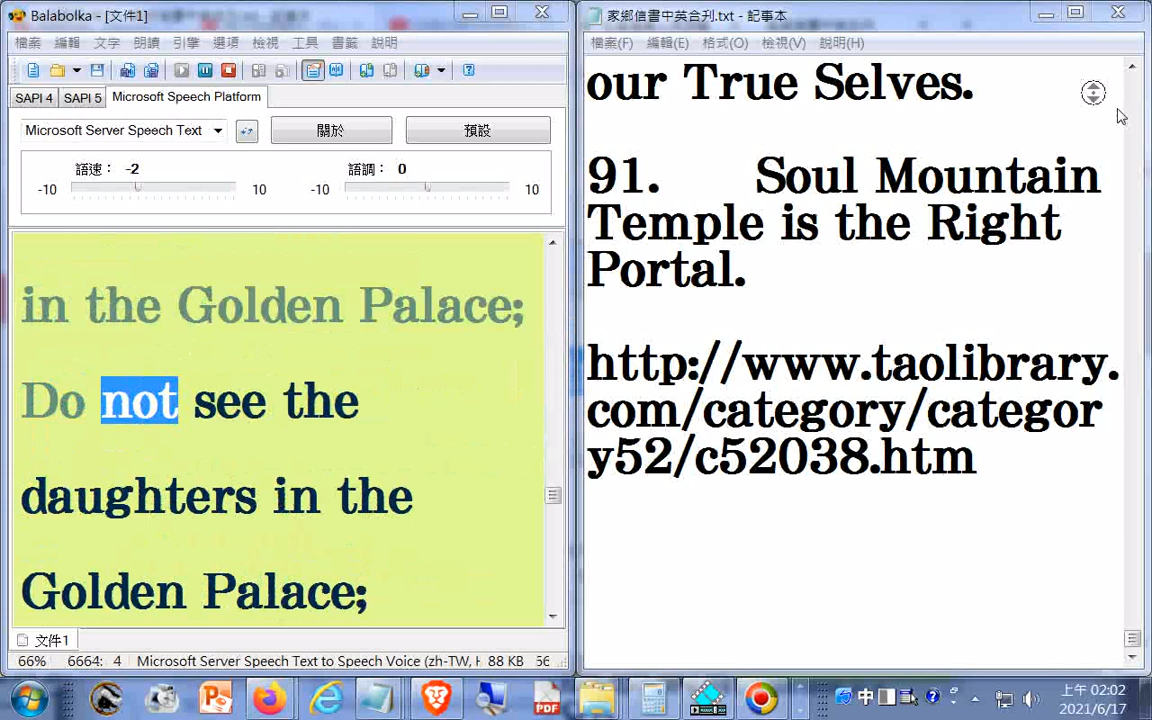 Balabolka - [文件1]
檔案 編輯 文字 朗讀 引擎 選項 檢視 工具 書籤 說明
SAPI 4 SAPI 5 Microsoft Speech Platform
Microsoft Server Speech Text 關於 預設
語速： -2 語調： 0
-10 10 -10 10
in the Golden Palace;
Do not see the
daughters in the
Golden Palace;
文件1
66% 6664: 4 Microsoft Server Speech Text to Speech Voice (zh-TW, H 88 KB 56
家鄉信書中英合刋.txt - 記事本
檔案(F) 編輯(E) 格式(O) 檢視(V) 說明(H)
our True Selves.
91. Soul Mountain
Temple is the Right
Portal.
http://www.taolibrary.
com/category/categor
y52/c52038.htm
PDF
中
上午 02:02
2021/6/17